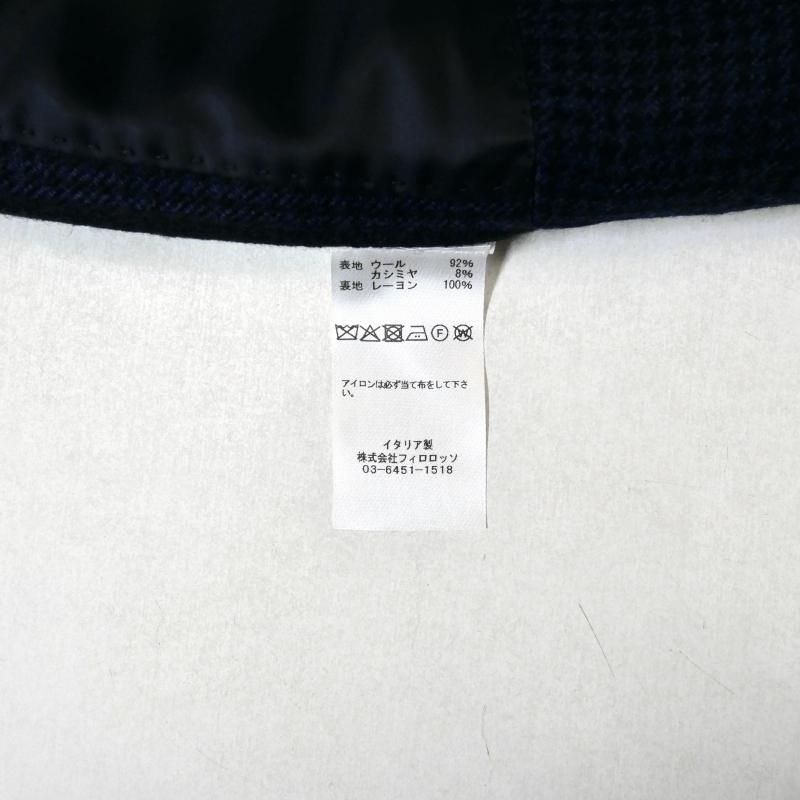 表地 ウール 92%
カシミヤ 8%
裏地 レーヨン 100%
F W
アイロンは必ず当て布をして下さ
い。
イタリア製
株式会社フィロロッソ
03-6451-1518